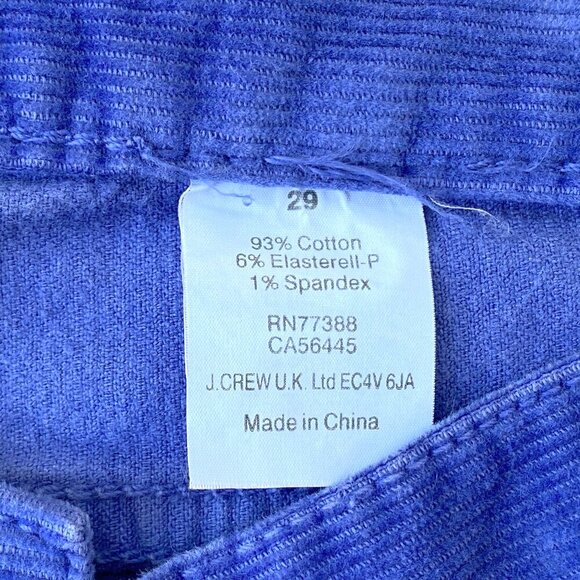 29
93% Cotton
6% Elasterell-P
1% Spandex
RN77388
CA56445
J.CREW U.K. Ltd EC4V 6JA
Made in China